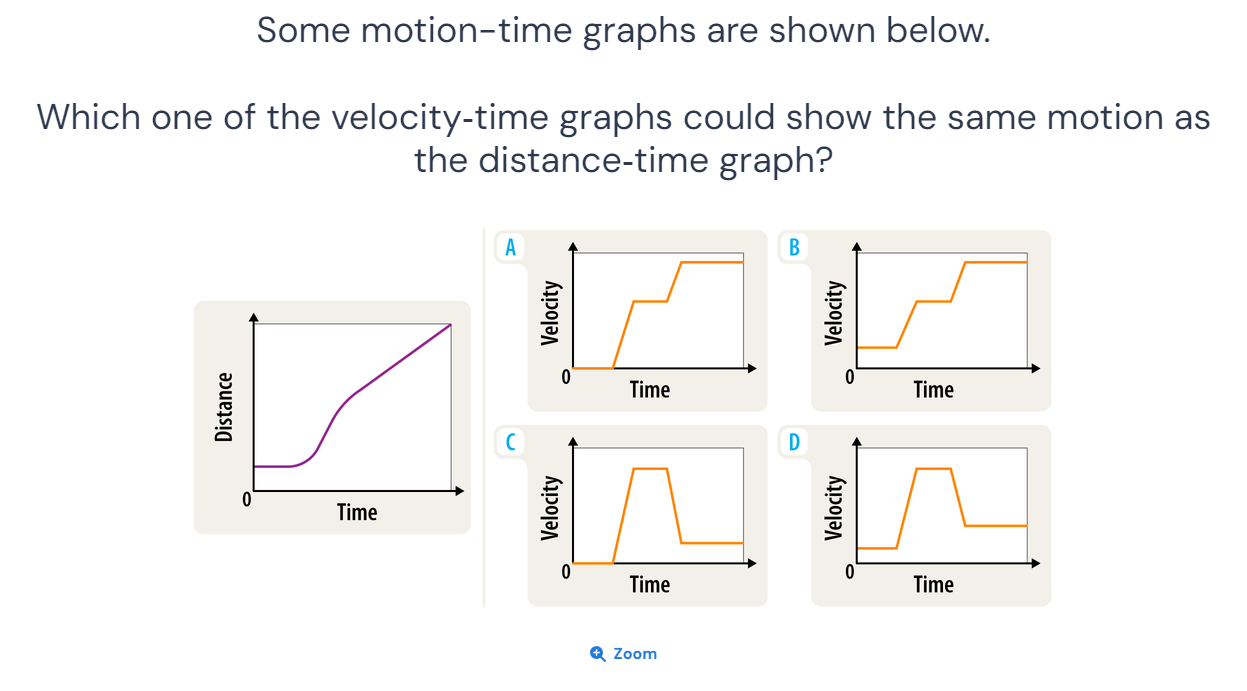 Some motion-time graphs are shown below.
Which one of the velocity-time graphs could show the same motion as
the distance-time graph?
Distance
0
Time
A
Velocity
0
Time
B
Velocity
0
Time
C
Velocity
0
Time
D
Velocity
0
Time
Zoom